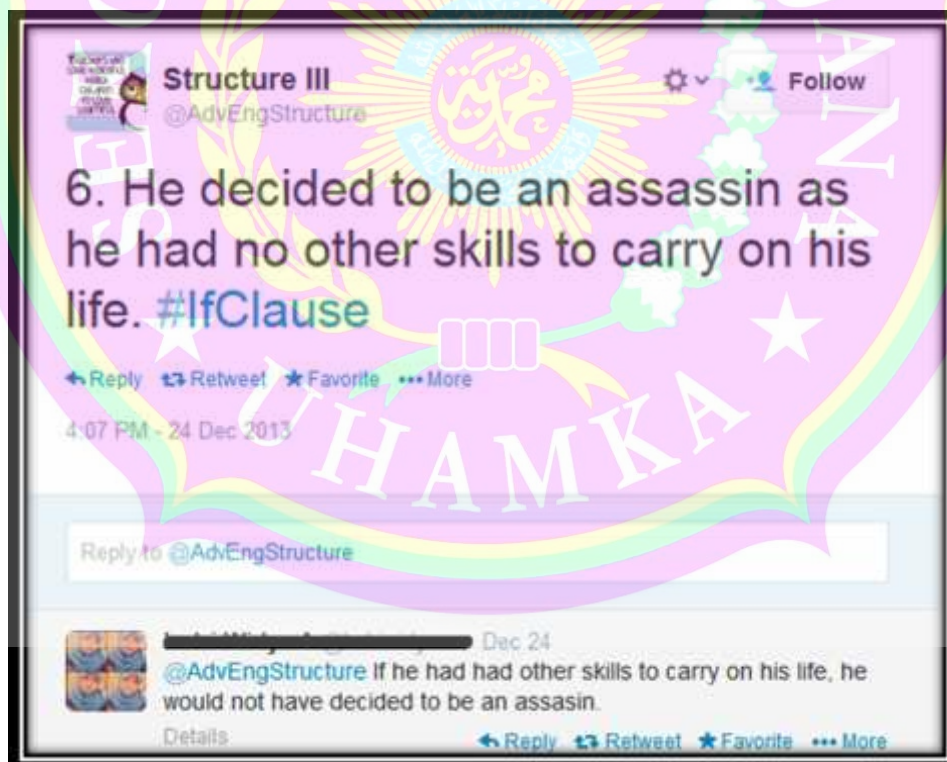 Structure III
Follow
@AdvEngStructure
6. He decided to be an assassin as
he had no other skills to carry on his
life. #IfClause
Reply Retweet Favorite More
4:07 PM - 24 Dec 2013
UHAMKA
Reply to @AdvEngStructure
Dec 24
@AdvEngStructure If he had had other skills to carry on his life, he
would not have decided to be an assasin.
Details
Reply Retweet Favorite More